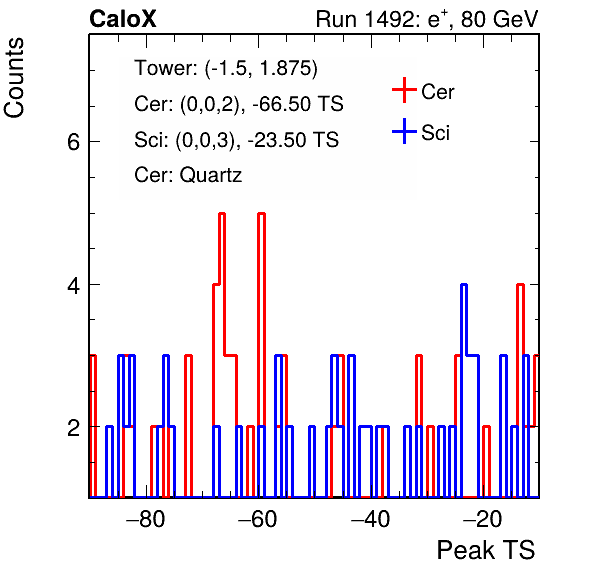 CaloX Run 1492: e⁺, 80 GeV
Counts
Tower: (-1.5, 1.875)
Cer: (0,0,2), -66.50 TS
Sci: (0,0,3), -23.50 TS
Cer: Quartz
Cer
Sci
6
4
2
−80 −60 −40 −20
Peak TS